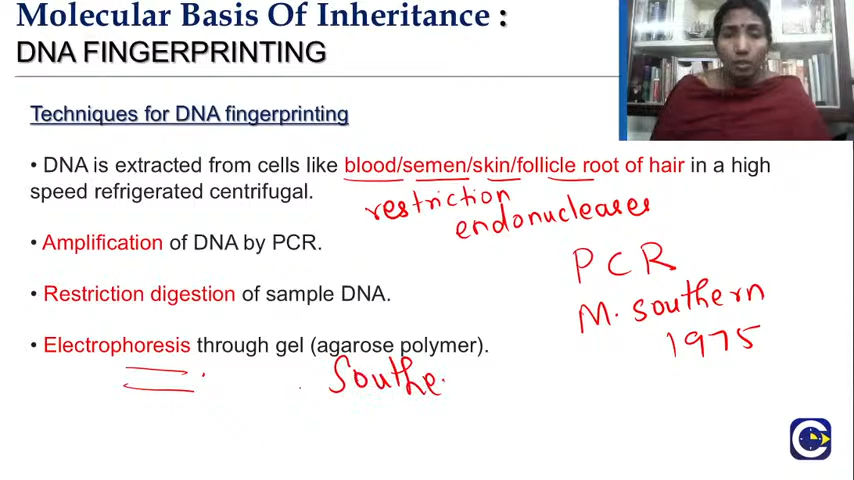 Molecular Basis Of Inheritance :
DNA FINGERPRINTING
Techniques for DNA fingerprinting
• DNA is extracted from cells like blood/semen/skin/follicle root of hair in a high
speed refrigerated centrifugal.
restriction
endonucleases
• Amplification of DNA by PCR.
PCR
• Restriction digestion of sample DNA.
M. Southern
1975
• Electrophoresis through gel (agarose polymer).
Southe